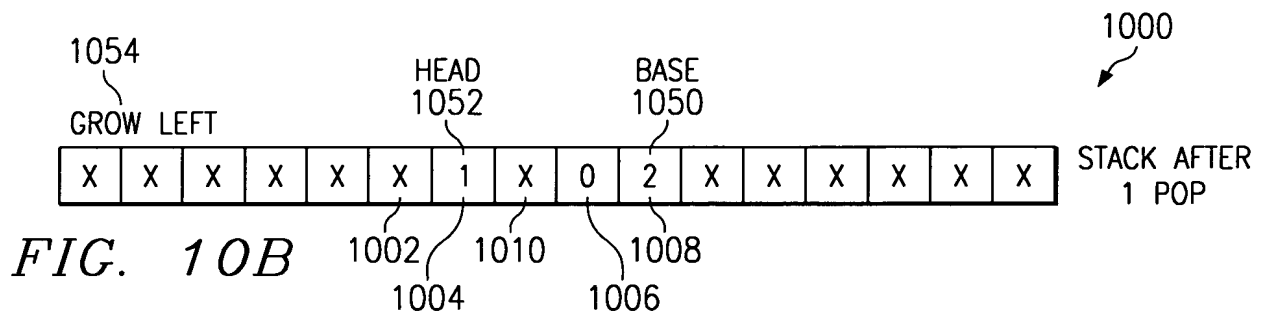 1000
1054
HEAD
BASE
1052
1050
GROW LEFT
X X X X X X 1 X 0 2 X X X X X X
STACK AFTER
1 POP
1002
1010
1008
FIG. 10B
1004
1006